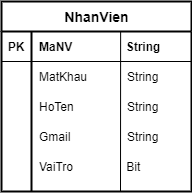 NhanVien
PK MaNV String
MatKhau String
HoTen String
Gmail String
VaiTro Bit